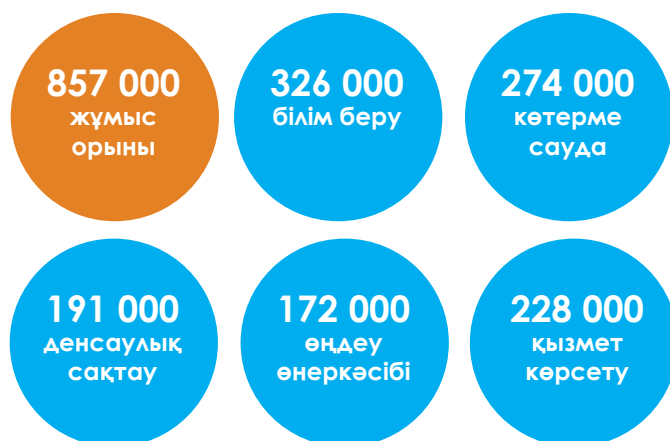 857 000
жұмыс
орыны
326 000
білім беру
274 000
көтерме
сауда
191 000
денсаулық
сақтау
172 000
өңдеу
өнеркәсібі
228 000
қызмет
көрсету